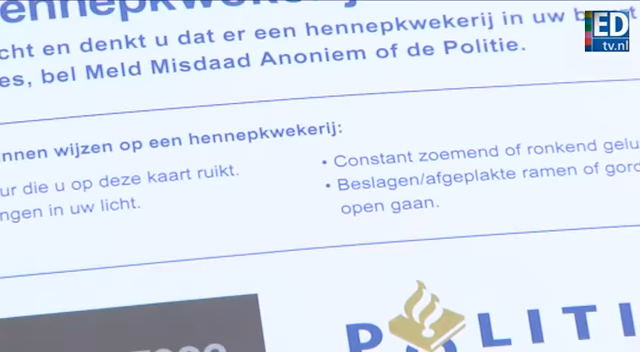 ennepkwekerij
cht en denkt u dat er een hennepkwekerij in uw
es, bel Meld Misdaad Anoniem of de Politie.
nnen wijzen op een hennepkwekerij:
ur die u op deze kaart ruikt.
ngen in uw licht.
• Constant zoemend of ronkend gelu
• Beslagen/afgeplakte ramen of gord
open gaan.
POLITI
ED
tv.nl